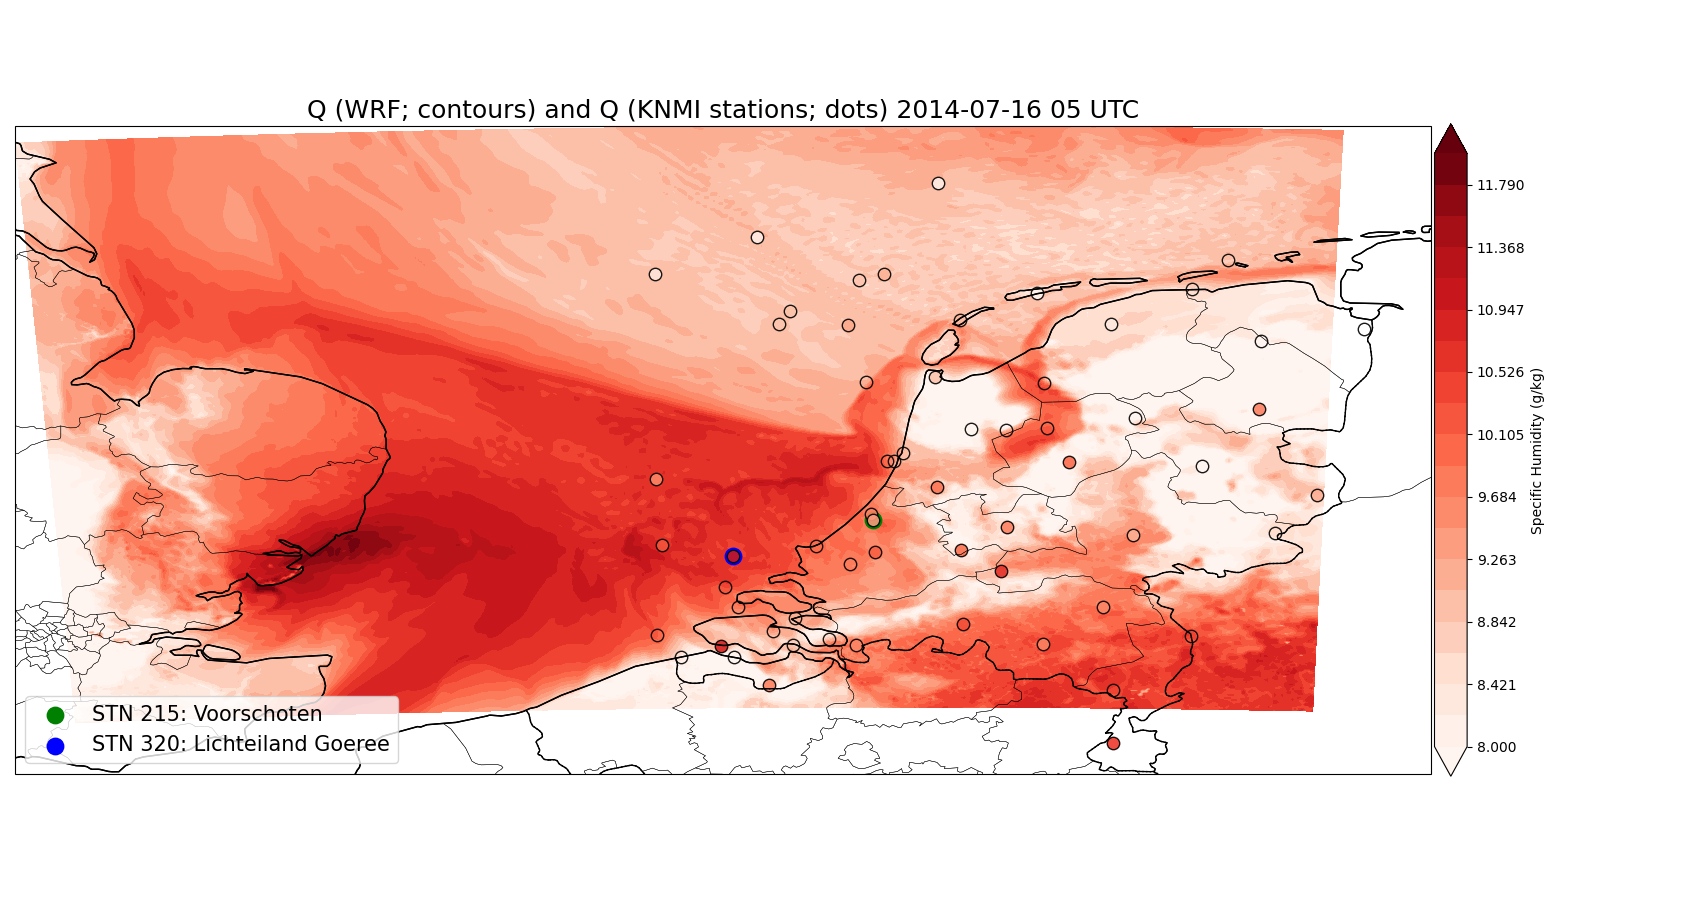 Q (WRF; contours) and Q (KNMI stations; dots) 2014-07-16 05 UTC
11.790
11.368
10.947
10.526
10.105
9.684
9.263
8.842
8.421
8.000
Specific Humidity (g/kg)
STN 215: Voorschoten
STN 320: Lichteiland Goeree